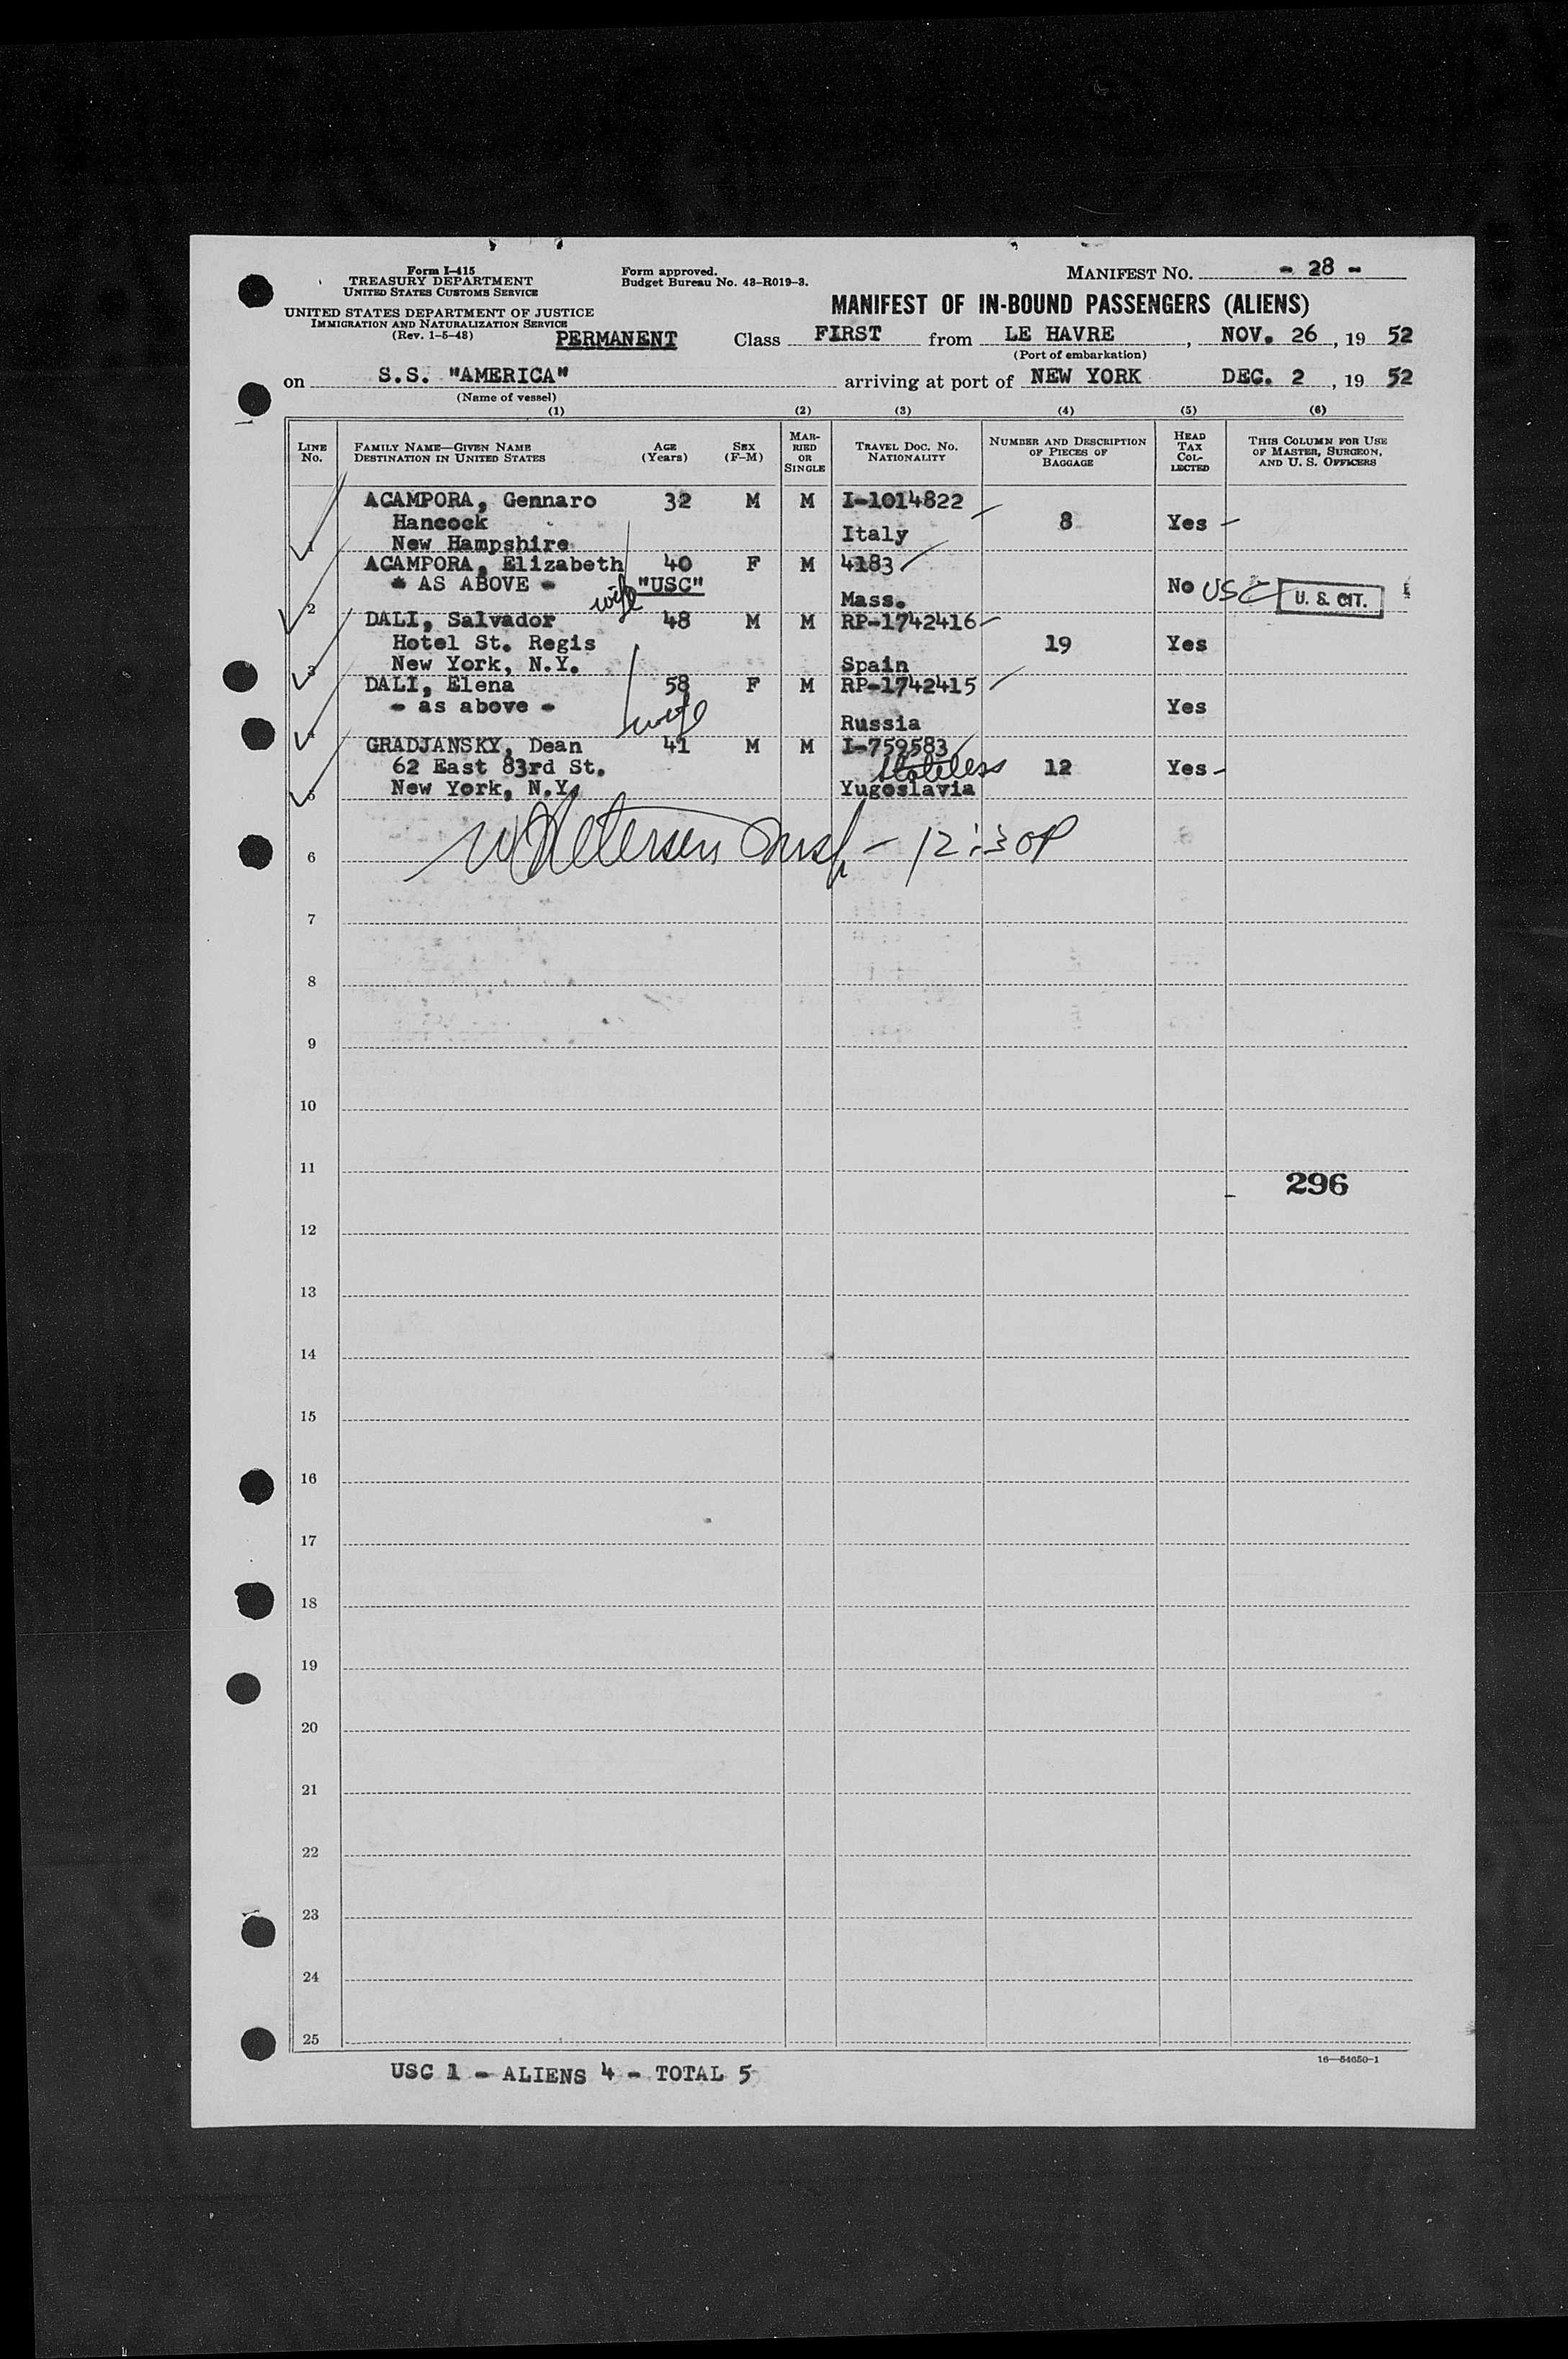 Form I-415
TREASURY DEPARTMENT
UNITED STATES CUSTOMS SERVICE
UNITED STATES DEPARTMENT OF JUSTICE
IMMIGRATION AND NATURALIZATION SERVICE
(Rev. 1-5-48)
PERMANENT
Form approved.
Budget Bureau No. 43-R019-3.
MANIFEST NO. - 28 -
MANIFEST OF IN-BOUND PASSENGERS (ALIENS)
Class FIRST from LE HAVRE, NOV. 26, 19 52
(Port of embarkation)
on S.S. "AMERICA" arriving at port of NEW YORK DEC. 2, 19 52
(Name of vessel)
(1) (2) (3) (4) (5) (6)
LINE No.
FAMILY NAME—GIVEN NAME
DESTINATION IN UNITED STATES
AGE (Years)
SEX (F-M)
MARRIED OR SINGLE
TRAVEL DOC. NO. NATIONALITY
NUMBER AND DESCRIPTION OF PIECES OF BAGGAGE
HEAD TAX COLLECTED
THIS COLUMN FOR USE OF MASTER, SURGEON, AND U. S. OFFICERS
ACAMPORA, Gennaro 32 M M I-1014822
Hancock 8 Yes
1 New Hampshire Italy
ACAMPORA, Elizabeth 40 F M 4183
- AS ABOVE - wife "USC" No USC U. S. CIT.
2 Mass.
DALI, Salvador 48 M M RP-1742416
Hotel St. Regis 19 Yes
3 New York, N.Y. Spain
DALI, Elena 58 F M RP-1742415
- as above - wife Yes
4 Russia
GRADJANSKY, Dean 41 M M I-759583
62 East 83rd St. Stateless 12 Yes
5 New York, N.Y. Yugoslavia
6 Petersen Insp - 12:30P
7
8
9
10
11
296
12
13
14
15
16
17
18
19
20
21
22
23
24
25
16—54650-1
USC 1 - ALIENS 4 - TOTAL 5